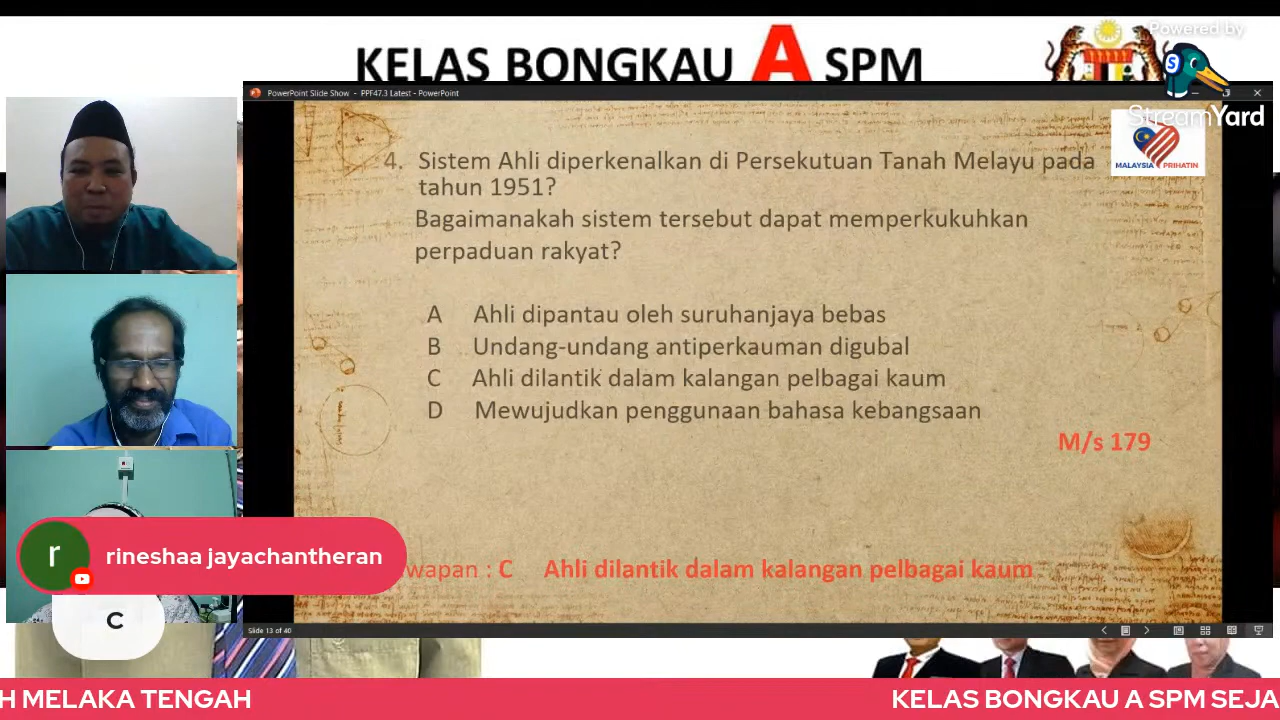 Powered by
KELAS BONGKAU A SPM
PowerPoint Slide Show - PPF47.3 Latest - PowerPoint
StreamYard
S
MALAYSIA PRIHATIN
4. Sistem Ahli diperkenalkan di Persekutuan Tanah Melayu pada
tahun 1951?
Bagaimanakah sistem tersebut dapat memperkukuhkan
perpaduan rakyat?
A Ahli dipantau oleh suruhanjaya bebas
B Undang-undang antiperkauman digubal
C Ahli dilantik dalam kalangan pelbagai kaum
D Mewujudkan penggunaan bahasa kebangsaan
M/s 179
r rineshaa jayachantheran
wapan : C Ahli dilantik dalam kalangan pelbagai kaum
C
Slide 13 of 40
H MELAKA TENGAH
KELAS BONGKAU A SPM SEJA